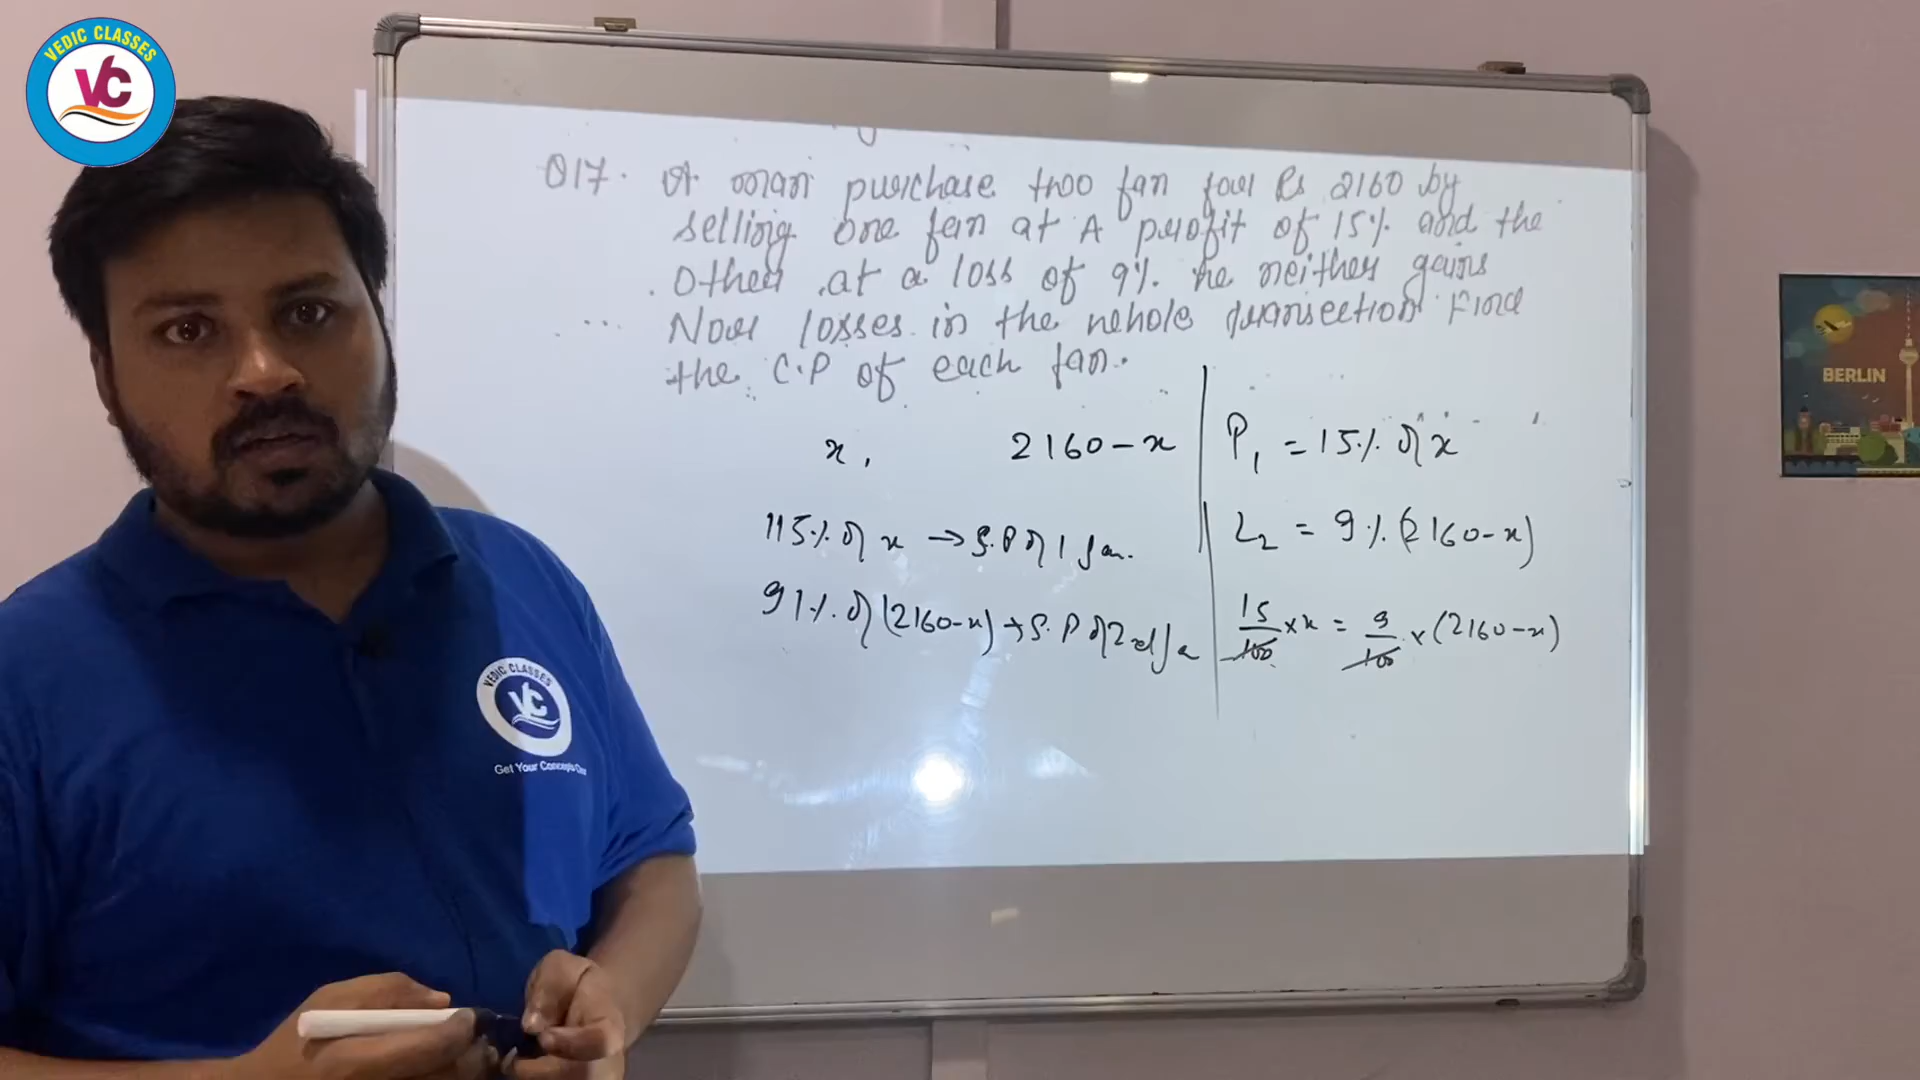 VEDIC CLASSES
VC
Q17. A man purchase two fan for Rs 2160 by
selling one fan at A profit of 15% and the
other at a loss of 9% he neither gains
Nor losses in the whole transection Find
the C.P of each fan.
x, 2160-x
115% of x → S.P of 1 fan.
91% of (2160-x) → S.P of 2nd fa
P₁ = 15% of x
L₂ = 9% (2160-x)
15/100 × x = 9/100 × (2160-x)
VEDIC CLASSES
VC
Get Your Concepts
BERLIN